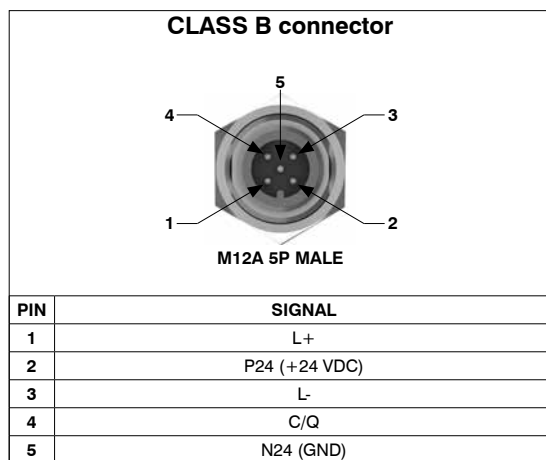 CLASS B connector
5
4
3
1
2
M12A 5P MALE
PIN SIGNAL
1 L+
2 P24 (+24 VDC)
3 L-
4 C/Q
5 N24 (GND)